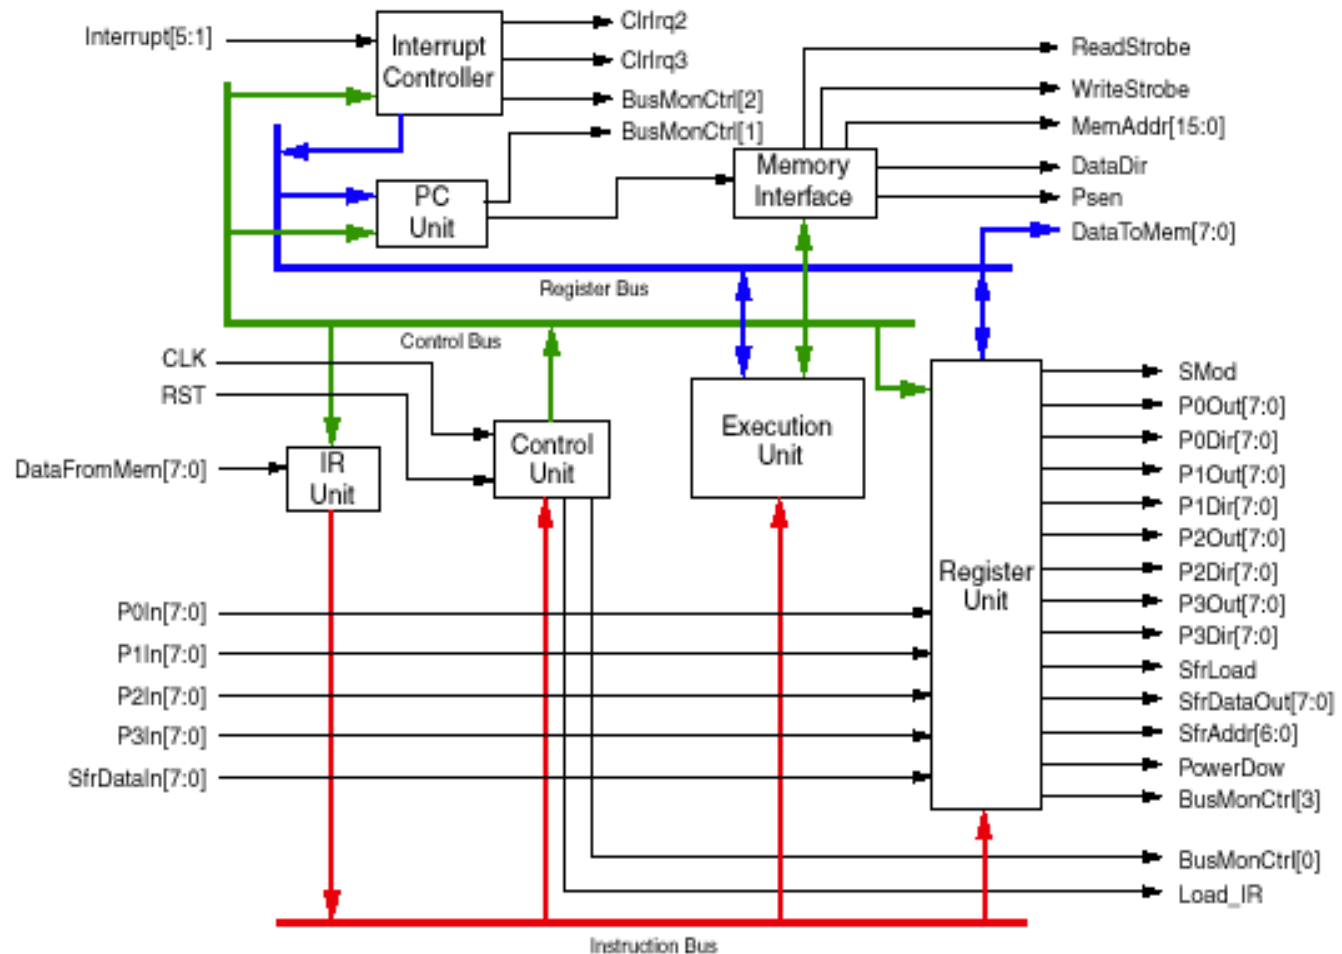 Interrupt[5:1]
Interrupt
Controller
ClrIrq2
ClrIrq3
BusMonCtrl[2]
BusMonCtrl[1]
PC
Unit
Memory
Interface
ReadStrobe
WriteStrobe
MemAddr[15:0]
DataDir
Psen
DataToMem[7:0]
Register Bus
Control Bus
CLK
RST
DataFromMem[7:0]
IR
Unit
Control
Unit
Execution
Unit
Register
Unit
P0In[7:0]
P1In[7:0]
P2In[7:0]
P3In[7:0]
SfrDataIn[7:0]
SMod
P0Out[7:0]
P0Dir[7:0]
P1Out[7:0]
P1Dir[7:0]
P2Out[7:0]
P2Dir[7:0]
P3Out[7:0]
P3Dir[7:0]
SfrLoad
SfrDataOut[7:0]
SfrAddr[6:0]
PowerDow
BusMonCtrl[3]
BusMonCtrl[0]
Load_IR
Instruction Bus